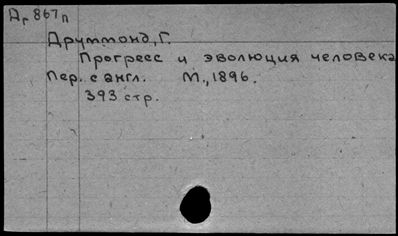 Др 867п
Друммонд, Г.
Прогресс и эволюция человека
Пер. с англ. М., 1896.
393 стр.